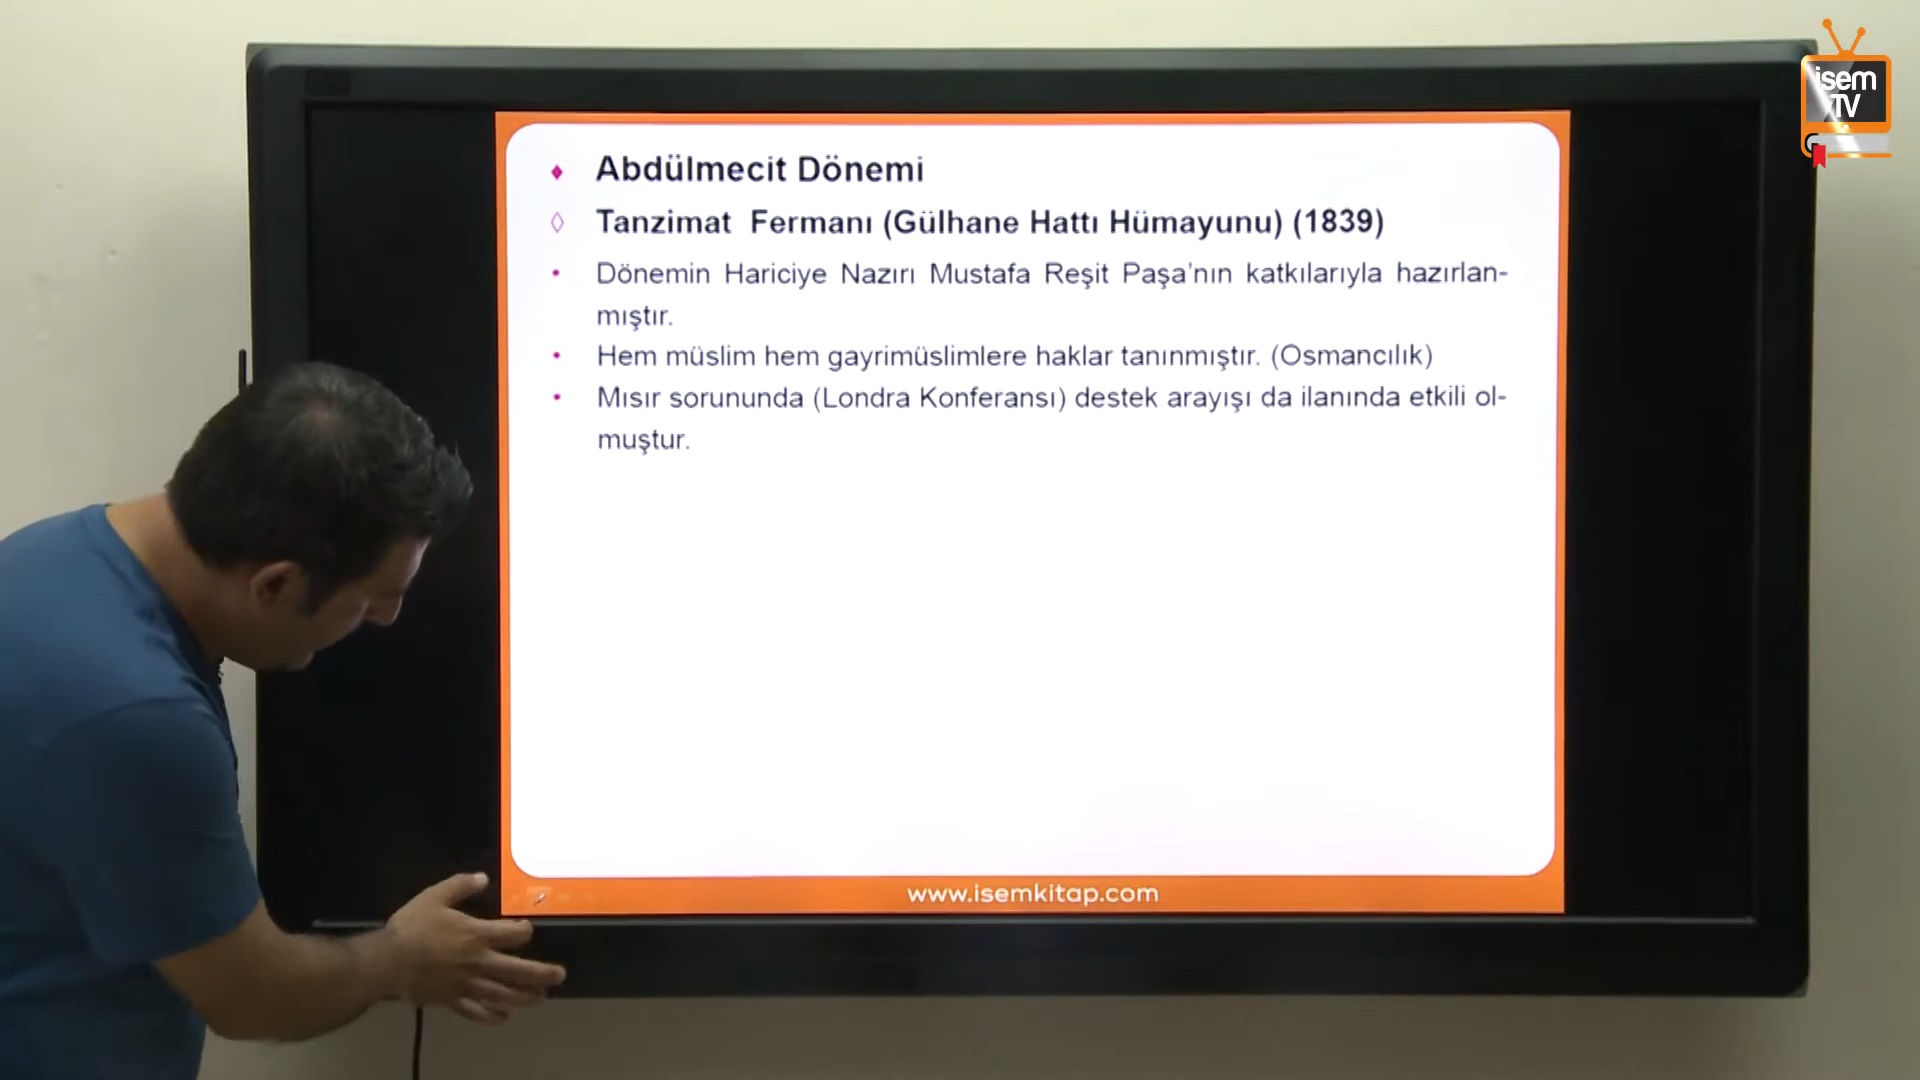 isem
TV
Abdülmecit Dönemi
Tanzimat Fermanı (Gülhane Hattı Hümayunu) (1839)
Dönemin Hariciye Nazırı Mustafa Reşit Paşa'nın katkılarıyla hazırlan-
mıştır.
Hem müslim hem gayrimüslimlere haklar tanınmıştır. (Osmancılık)
Mısır sorununda (Londra Konferansı) destek arayışı da ilanında etkili ol-
muştur.
www.isemkitap.com